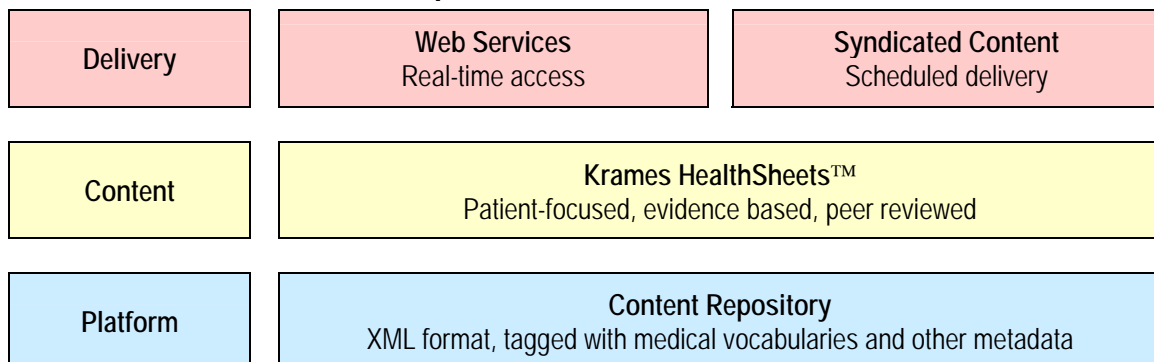 Delivery
Web Services
Real-time access
Syndicated Content
Scheduled delivery
Content
Krames HealthSheets™
Patient-focused, evidence based, peer reviewed
Platform
Content Repository
XML format, tagged with medical vocabularies and other metadata